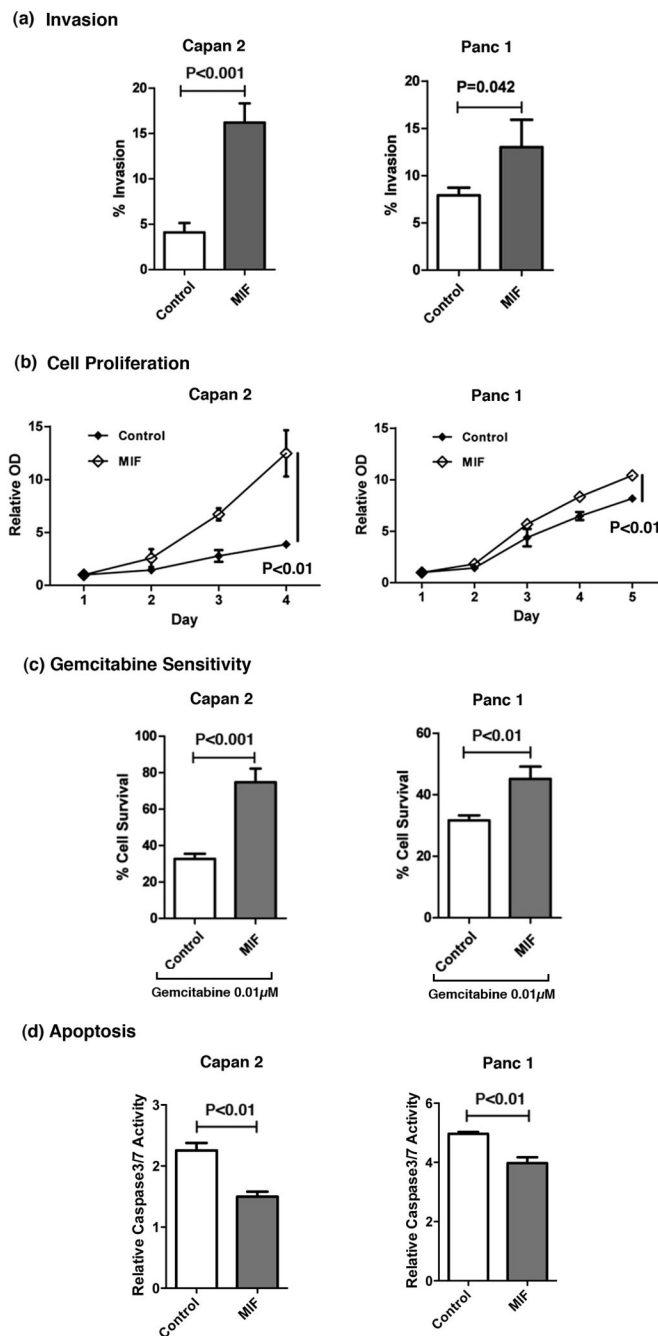 (a) Invasion
Capan 2
Panc 1
P<0.001
P=0.042
% Invasion
20
15
10
5
0
Control
MIF
% Invasion
20
15
10
5
0
Control
MIF
(b) Cell Proliferation
Capan 2
Panc 1
Relative OD
15
10
5
0
Control
MIF
P<0.01
1 2 3 4
Day
Relative OD
15
10
5
0
Control
MIF
P<0.01
1 2 3 4 5
Day
(c) Gemcitabine Sensitivity
Capan 2
Panc 1
% Cell Survival
100
80
60
40
20
0
P<0.001
Control
MIF
Gemcitabine 0.01µM
% Cell Survival
60
40
20
0
P<0.01
Control
MIF
Gemcitabine 0.01µM
(d) Apoptosis
Capan 2
Panc 1
Relative Caspase3/7 Activity
3
2
1
0
P<0.01
Control
MIF
Relative Caspase3/7 Activity
6
4
2
0
P<0.01
Control
MIF